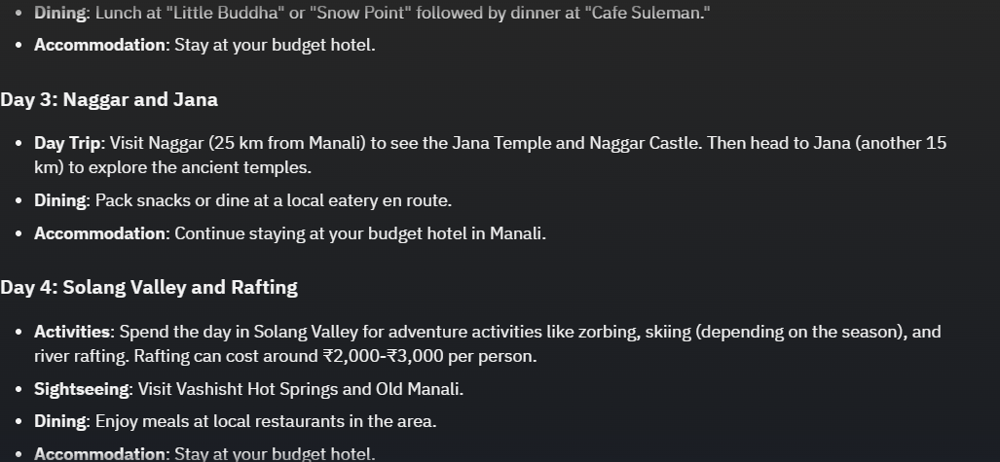 • Dining: Lunch at "Little Buddha" or "Snow Point" followed by dinner at "Cafe Suleman."
• Accommodation: Stay at your budget hotel.
Day 3: Naggar and Jana
• Day Trip: Visit Naggar (25 km from Manali) to see the Jana Temple and Naggar Castle. Then head to Jana (another 15
km) to explore the ancient temples.
• Dining: Pack snacks or dine at a local eatery en route.
• Accommodation: Continue staying at your budget hotel in Manali.
Day 4: Solang Valley and Rafting
• Activities: Spend the day in Solang Valley for adventure activities like zorbing, skiing (depending on the season), and
river rafting. Rafting can cost around ₹2,000-₹3,000 per person.
• Sightseeing: Visit Vashisht Hot Springs and Old Manali.
• Dining: Enjoy meals at local restaurants in the area.
• Accommodation: Stay at your budget hotel.